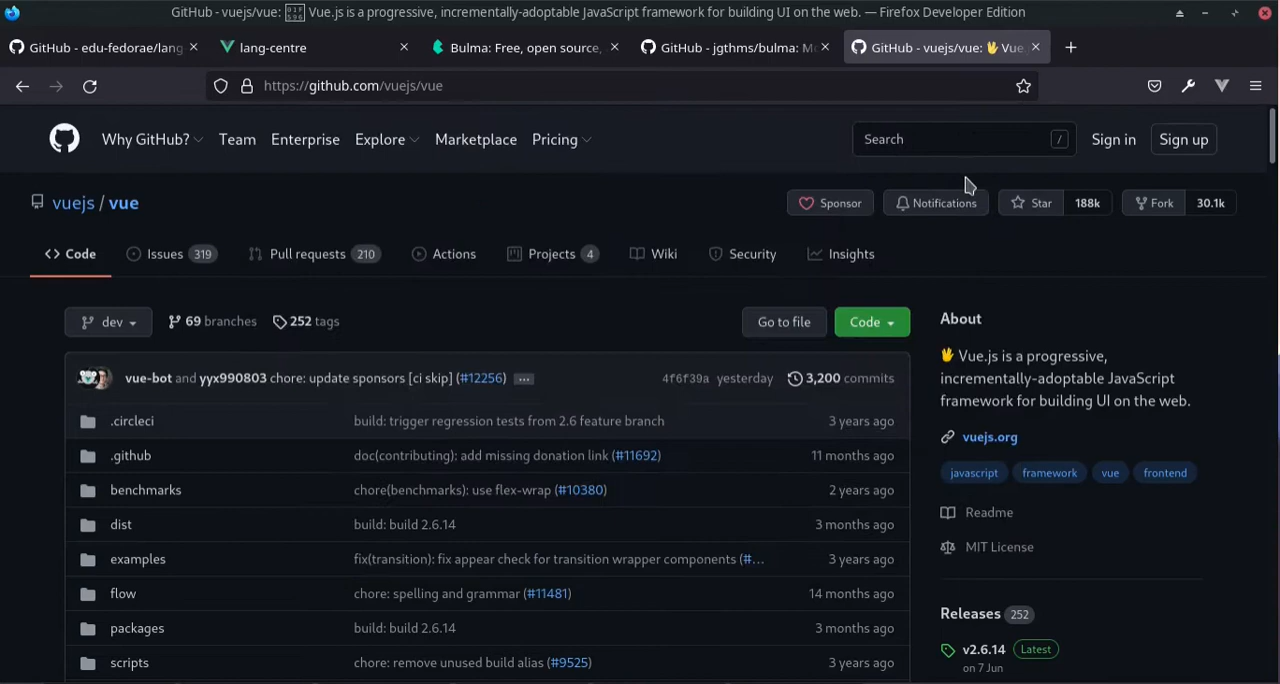 GitHub - vuejs/vue: 🖖 Vue.js is a progressive, incrementally-adoptable JavaScript framework for building UI on the web. — Firefox Developer Edition
GitHub - edu-fedorae/lang
lang-centre
Bulma: Free, open source,
GitHub - jgthms/bulma: Mo
GitHub - vuejs/vue: 🖖 Vue.
https://github.com/vuejs/vue
Why GitHub? Team Enterprise Explore Marketplace Pricing Search / Sign in Sign up
vuejs / vue Sponsor Notifications Star 188k Fork 30.1k
Code Issues 319 Pull requests 210 Actions Projects 4 Wiki Security Insights
dev 69 branches 252 tags Go to file Code
vue-bot and yyx990803 chore: update sponsors [ci skip] (#12256) ... 4f6f39a yesterday 3,200 commits
.circleci build: trigger regression tests from 2.6 feature branch 3 years ago
.github doc(contributing): add missing donation link (#11692) 11 months ago
benchmarks chore(benchmarks): use flex-wrap (#10380) 2 years ago
dist build: build 2.6.14 3 months ago
examples fix(transition): fix appear check for transition wrapper components (#... 3 years ago
flow chore: spelling and grammar (#11481) 14 months ago
packages build: build 2.6.14 3 months ago
scripts chore: remove unused build alias (#9525) 3 years ago
About
🖖 Vue.js is a progressive,
incrementally-adoptable JavaScript
framework for building UI on the web.
vuejs.org
javascript framework vue frontend
Readme
MIT License
Releases 252
v2.6.14 Latest
on 7 Jun